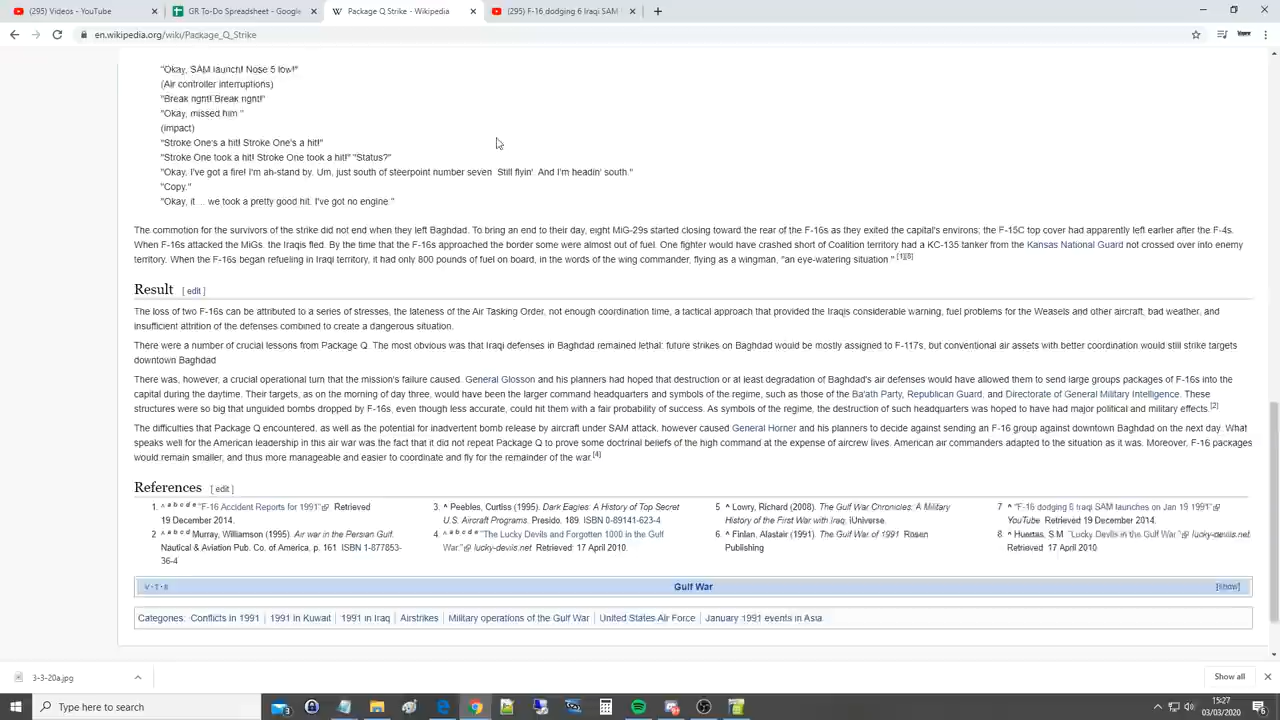 (295) Videos - YouTube
GR To-Do Spreadsheet - Google
Package Q Strike - Wikipedia
(295) F-16 dodging 6 Iraqi SAM
en.wikipedia.org/wiki/Package_Q_Strike
"Okay, SAM launch! Nose 5 low!"
(Air controller interruptions)
"Break right! Break right!"
"Okay, missed him "
(impact)
"Stroke One's a hit! Stroke One's a hit!"
"Stroke One took a hit! Stroke One took a hit!" "Status?"
"Okay, I've got a fire! I'm ah-stand by. Um, just south of steerpoint number seven Still flyin' And I'm headin' south."
"Copy."
"Okay, it ... we took a pretty good hit. I've got no engine."
The commotion for the survivors of the strike did not end when they left Baghdad. To bring an end to their day, eight MiG-29s started closing toward the rear of the F-16s as they exited the capital's environs; the F-15C top cover had apparently left earlier after the F-4s.
When F-16s attacked the MiGs, the Iraqis fled. By the time that the F-16s approached the border some were almost out of fuel. One fighter would have crashed short of Coalition territory had a KC-135 tanker from the Kansas National Guard not crossed over into enemy
territory. When the F-16s began refueling in Iraqi territory, it had only 800 pounds of fuel on board, in the words of the wing commander, flying as a wingman, "an eye-watering situation " [1][8]
Result [ edit ]
The loss of two F-16s can be attributed to a series of stresses, the lateness of the Air Tasking Order, not enough coordination time, a tactical approach that provided the Iraqis considerable warning, fuel problems for the Weasels and other aircraft, bad weather, and
insufficient attrition of the defenses combined to create a dangerous situation.
There were a number of crucial lessons from Package Q. The most obvious was that Iraqi defenses in Baghdad remained lethal: future strikes on Baghdad would be mostly assigned to F-117s, but conventional air assets with better coordination would still strike targets
downtown Baghdad
There was, however, a crucial operational turn that the mission's failure caused. General Glosson and his planners had hoped that destruction or at least degradation of Baghdad's air defenses would have allowed them to send large groups packages of F-16s into the
capital during the daytime. Their targets, as on the morning of day three, would have been the larger command headquarters and symbols of the regime, such as those of the Ba'ath Party, Republican Guard, and Directorate of General Military Intelligence. These
structures were so big that unguided bombs dropped by F-16s, even though less accurate, could hit them with a fair probability of success. As symbols of the regime, the destruction of such headquarters was hoped to have had major political and military effects.[2]
The difficulties that Package Q encountered, as well as the potential for inadvertent bomb release by aircraft under SAM attack, however caused General Horner and his planners to decide against sending an F-16 group against downtown Baghdad on the next day. What
speaks well for the American leadership in this air war was the fact that it did not repeat Package Q to prove some doctrinal beliefs of the high command at the expense of aircrew lives. American air commanders adapted to the situation as it was. Moreover, F-16 packages
would remain smaller, and thus more manageable and easier to coordinate and fly for the remainder of the war.[4]
References [ edit ]
1. ^ a b c d e "F-16 Accident Reports for 1991" Retrieved
19 December 2014.
2 ^ a b c d Murray, Williamson (1995). Air war in the Persian Gulf.
Nautical & Aviation Pub. Co. of America, p. 161 ISBN 1-877853-
36-4
3. ^ Peebles, Curtiss (1995). Dark Eagles: A History of Top Secret
U.S. Aircraft Programs. Presido. 189 ISBN 0-89141-623-4
4. ^ a b c d e "The Lucky Devils and Forgotten 1000 in the Gulf
War." lucky-devils.net Retrieved: 17 April 2010.
5 ^ Lowry, Richard (2008). The Gulf War Chronicles: A Military
History of the First War with Iraq, iUniverse.
6. ^ Finlan, Alastair (1991). The Gulf War of 1991 Rosen
Publishing
7 ^ "F-16 dodging 6 Iraqi SAM launches on Jan 19 1991"
YouTube Retrieved 19 December 2014.
8. ^ Huertas, S.M "Lucky Devils in the Gulf War" lucky-devils.net
Retrieved 17 April 2010
V · T · E
Gulf War
[show]
Categories: Conflicts in 1991 | 1991 in Kuwait | 1991 in Iraq | Airstrikes | Military operations of the Gulf War | United States Air Force | January 1991 events in Asia
3-3-20a.jpg
Show all
Type here to search
15:27
03/03/2020